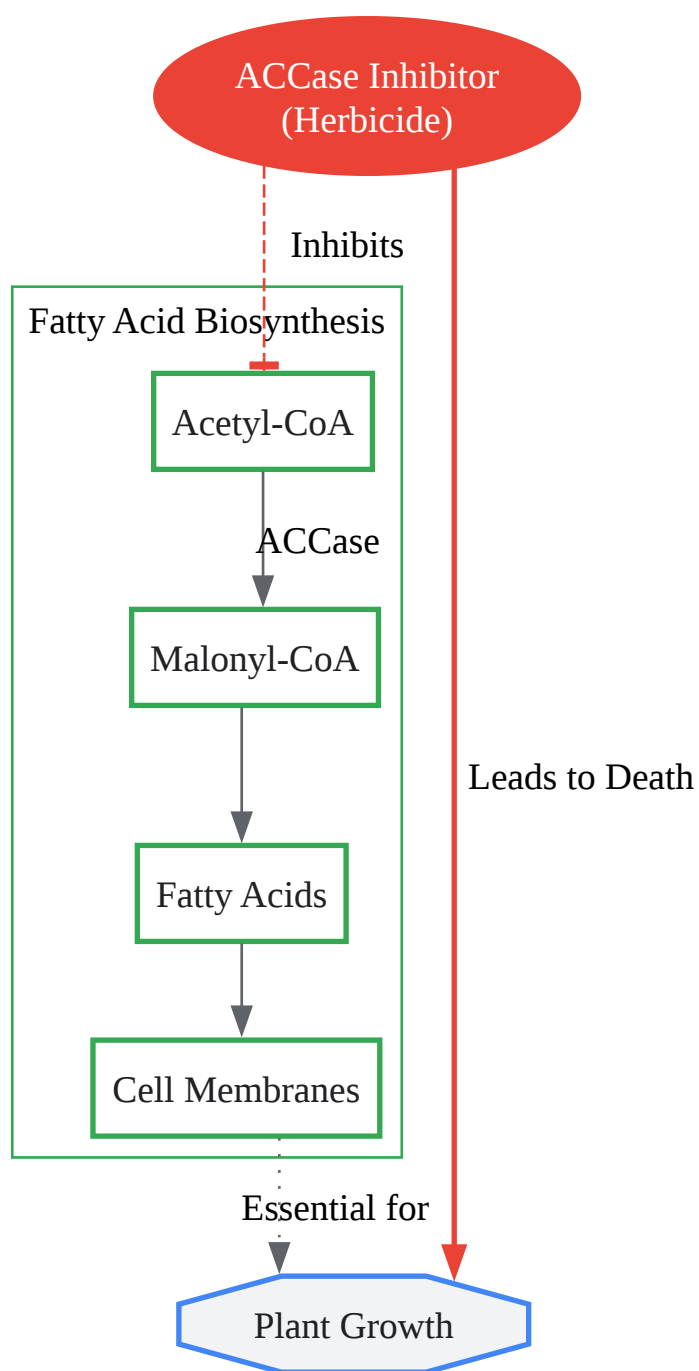 ACCase Inhibitor
(Herbicide)
Inhibits
Fatty Acid Biosynthesis
Acetyl-CoA
ACCase
Malonyl-CoA
Leads to Death
Fatty Acids
Cell Membranes
Essential for
Plant Growth